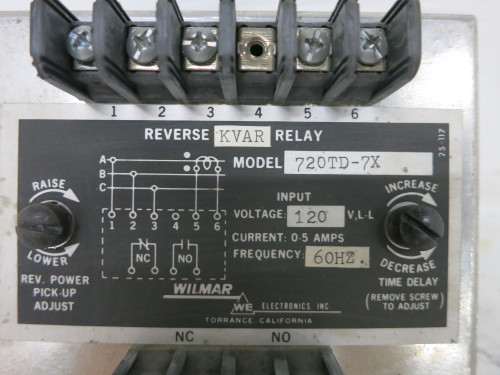 1 2 3 4 5 6
REVERSE KVAR RELAY
MODEL 720TD-7X
25 117
A
B
C
1 2 3 4 5 6
NC NO
RAISE
LOWER
REV. POWER
PICK-UP
ADJUST
INPUT
VOLTAGE: 120 V,L-L
CURRENT: 0-5 AMPS
FREQUENCY: 60HZ.
INCREASE
DECREASE
TIME DELAY
(REMOVE SCREW
TO ADJUST)
WILMAR
WE ELECTRONICS INC
TORRANCE, CALIFORNIA
NC NO